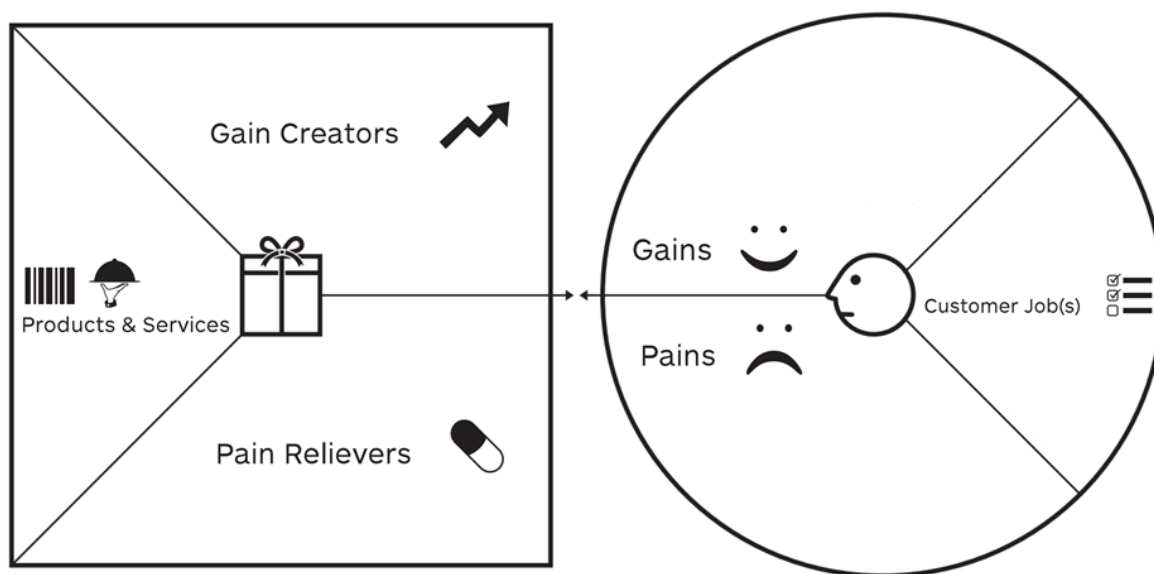 Gain Creators
Products & Services
Pain Relievers
Gains
Pains
Customer Job(s)